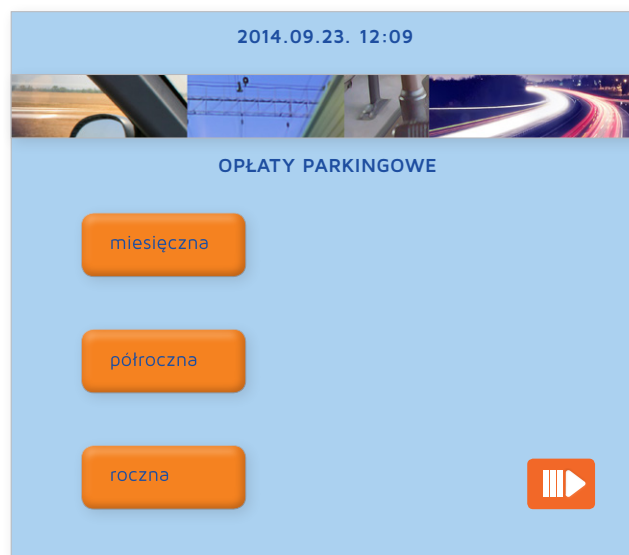 2014.09.23. 12:09
OPŁATY PARKINGOWE
miesięczna
półroczna
roczna